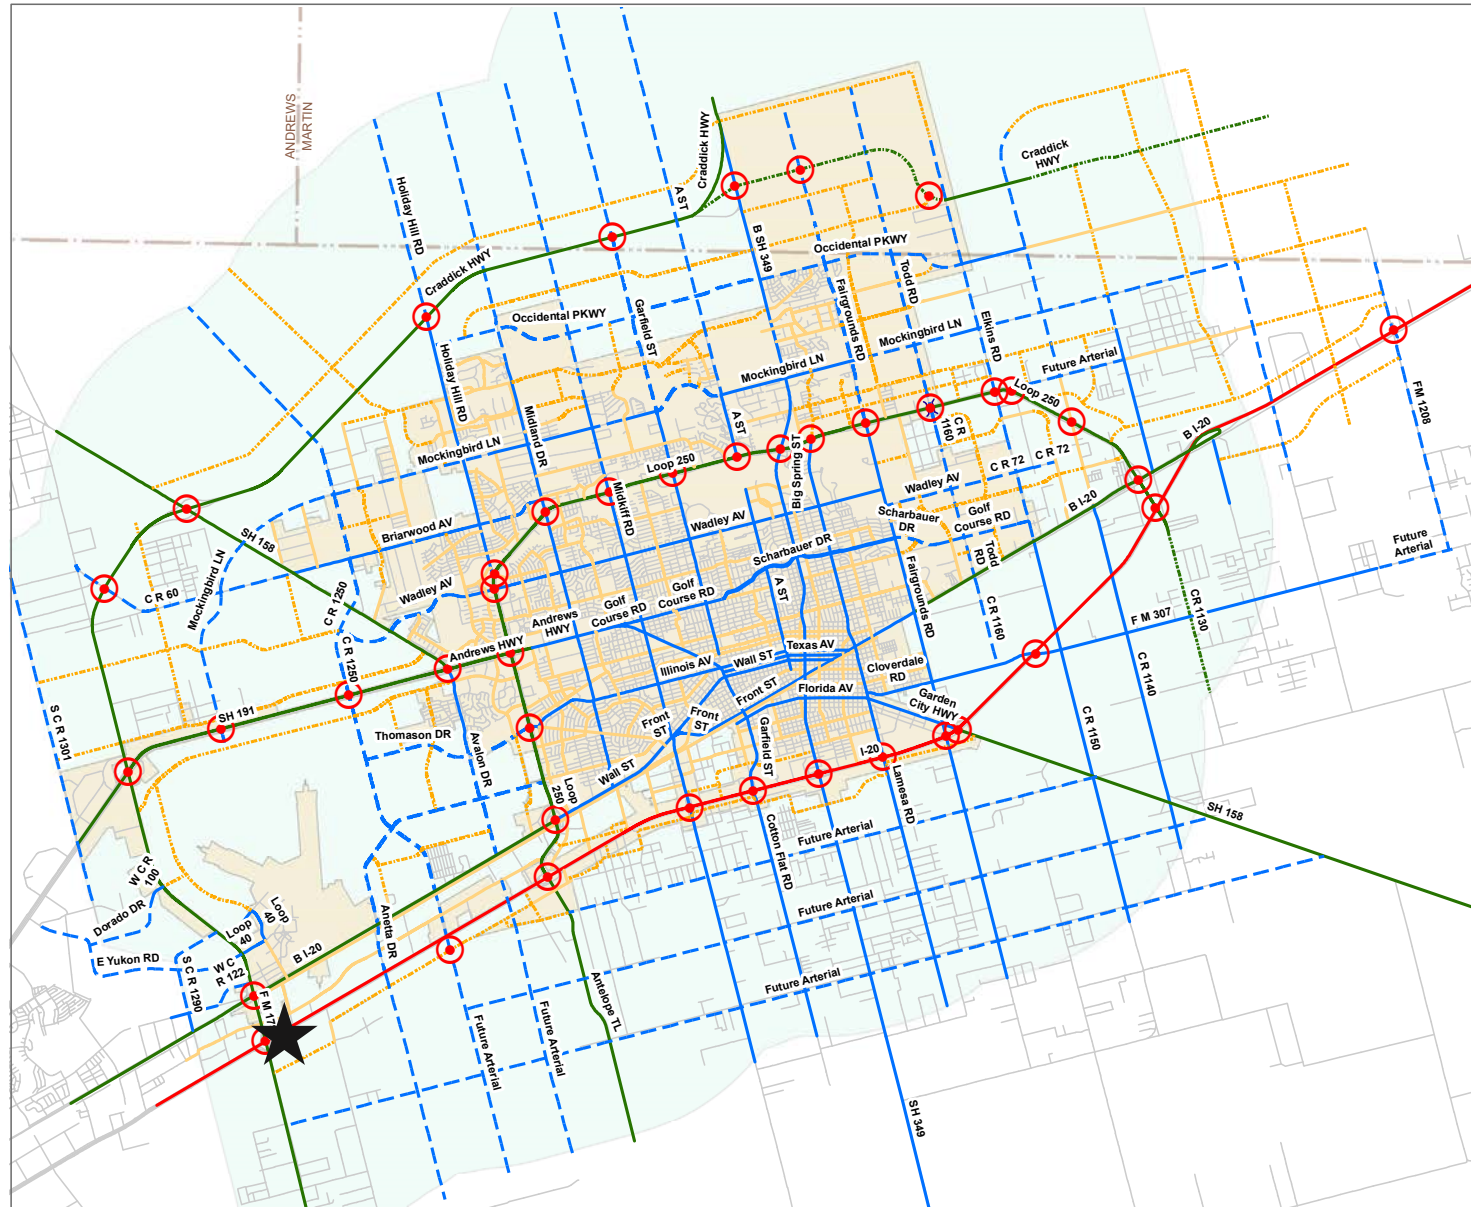 ANDREWS
MARTIN
Craddick HWY
A ST
Craddick
HWY
Holiday Hill RD
B SH 349
Occidental PKWY
Craddick HWY
Todd RD
Fairgrounds RD
Occidental PKWY
Garfield ST
Elkins RD
Mockingbird LN
Future Arterial
Mockingbird LN
Holiday Hill RD
Loop 250
FM 1208
Midland DR
A ST
C R
1160
B I-20
Mockingbird LN
Big Spring ST
Loop 250
C R 72
C R 72
Wadley AV
B I-20
Midkiff RD
Briarwood AV
Wadley AV
Scharbauer
DR
Golf
Course RD
SH 158
Scharbauer DR
Todd
RD
Future
Arterial
Mockingbird LN
C R 60
C R 1250
Wadley AV
Golf
Course RD
Golf
Course RD
A ST
Fairgrounds RD
C R 1160
CR 1130
F M 307
Andrews
HWY
Andrews HWY
C R 1250
Illinois AV
Wall ST
Texas AV
Cloverdale
RD
C R 1140
Florida AV
Garden
City HWY
Front ST
Front
ST
Front
ST
S C R 1301
SH 191
Thomason DR
Avalon DR
Garfield ST
I-20
C R 1150
Wall ST
Loop
250
Lamesa RD
SH 158
Cotton Flat RD
Future Arterial
W C R
100
Future Arterial
Dorado DR
Loop
40
Loop
40
Anetta DR
E Yukon RD
B I-20
W C
R 122
S C R 1290
Future Arterial
F M 17
Antelope TL
Future Arterial
Future Arterial
SH 349